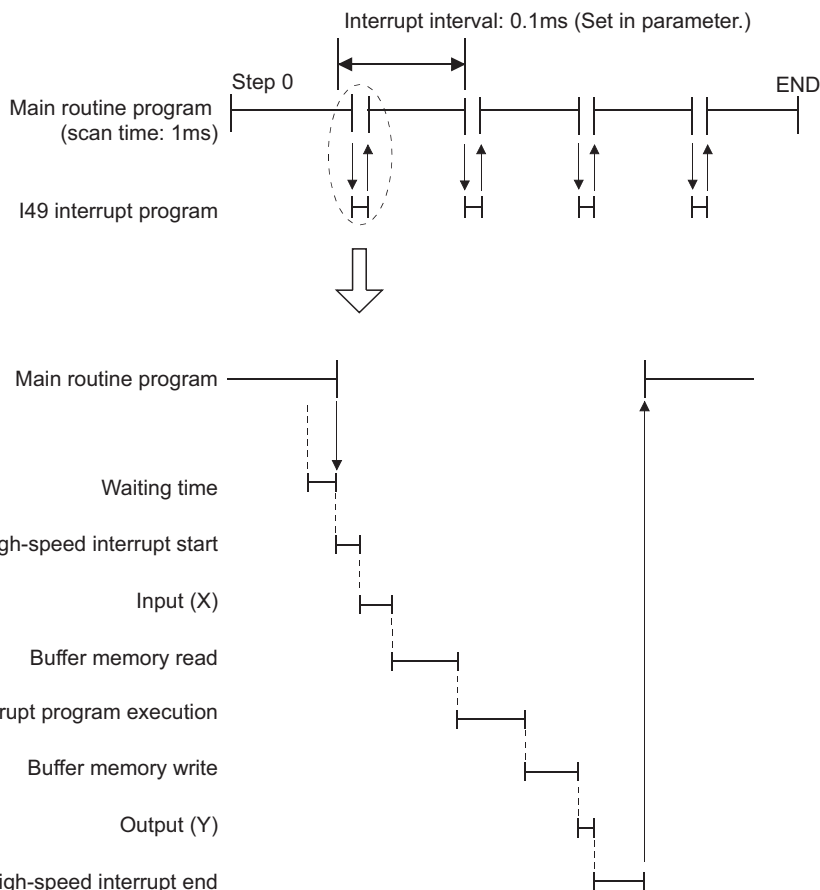 Interrupt interval: 0.1ms (Set in parameter.)
Step 0
END
Main routine program
(scan time: 1ms)
I49 interrupt program
Main routine program
Waiting time
gh-speed interrupt start
Input (X)
Buffer memory read
rupt program execution
Buffer memory write
Output (Y)
igh-speed interrupt end